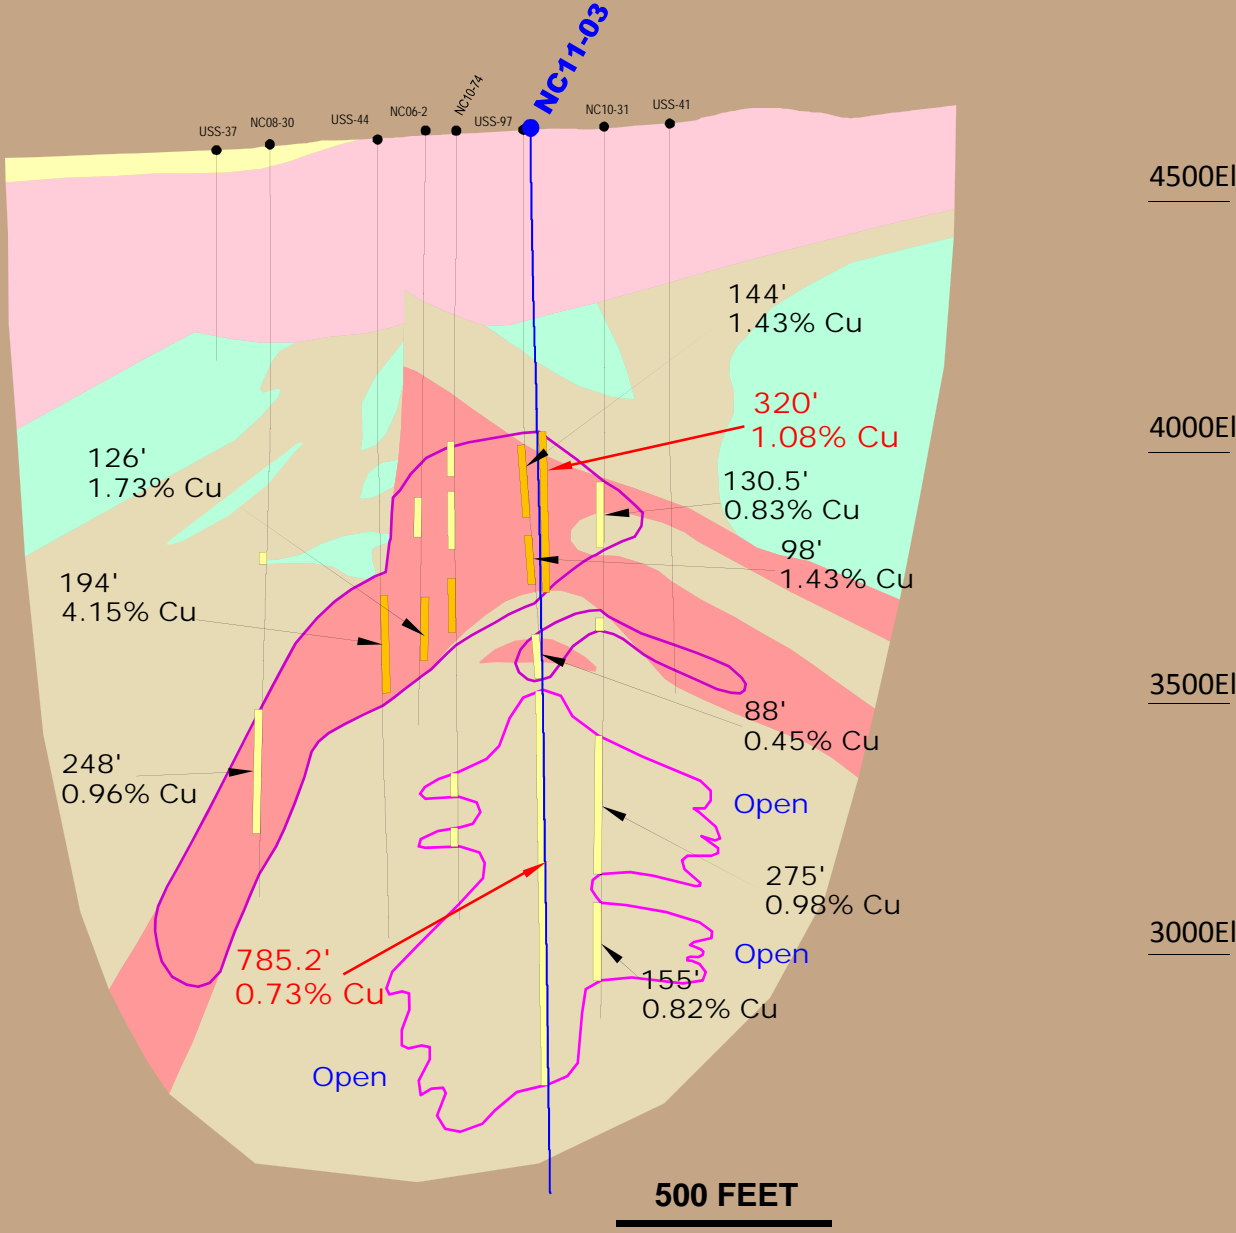 NC11-03
NC10-74
USS-37
NC08-30
USS-44
NC06-2
USS-97
NC10-31
USS-41
4500El
144'
1.43% Cu
320'
1.08% Cu
4000El
126'
1.73% Cu
130.5'
0.83% Cu
98'
1.43% Cu
194'
4.15% Cu
3500El
88'
0.45% Cu
248'
0.96% Cu
Open
275'
0.98% Cu
3000El
Open
785.2'
0.73% Cu
155'
0.82% Cu
Open
500 FEET